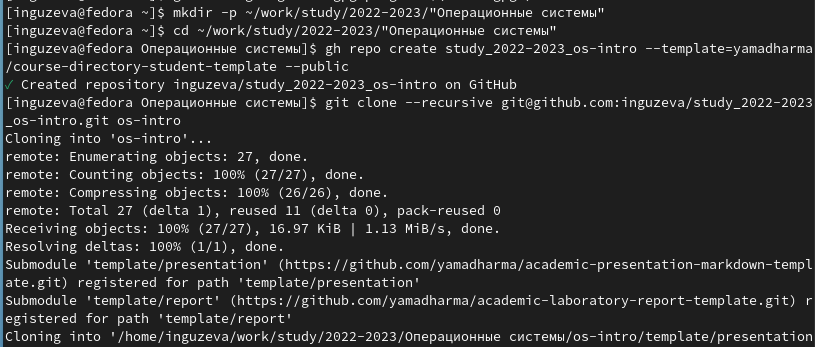 [inguzeva@fedora ~]$ mkdir -p ~/work/study/2022-2023/"Операционные системы"
[inguzeva@fedora ~]$ cd ~/work/study/2022-2023/"Операционные системы"
[inguzeva@fedora Операционные системы]$ gh repo create study_2022-2023_os-intro --template=yamadharma
/course-directory-student-template --public
✓ Created repository inguzeva/study_2022-2023_os-intro on GitHub
[inguzeva@fedora Операционные системы]$ git clone --recursive git@github.com:inguzeva/study_2022-2023
_os-intro.git os-intro
Cloning into 'os-intro'...
remote: Enumerating objects: 27, done.
remote: Counting objects: 100% (27/27), done.
remote: Compressing objects: 100% (26/26), done.
remote: Total 27 (delta 1), reused 11 (delta 0), pack-reused 0
Receiving objects: 100% (27/27), 16.97 KiB | 1.13 MiB/s, done.
Resolving deltas: 100% (1/1), done.
Submodule 'template/presentation' (https://github.com/yamadharma/academic-presentation-markdown-templ
ate.git) registered for path 'template/presentation'
Submodule 'template/report' (https://github.com/yamadharma/academic-laboratory-report-template.git) r
egistered for path 'template/report'
Cloning into '/home/inguzeva/work/study/2022-2023/Операционные системы/os-intro/template/presentation